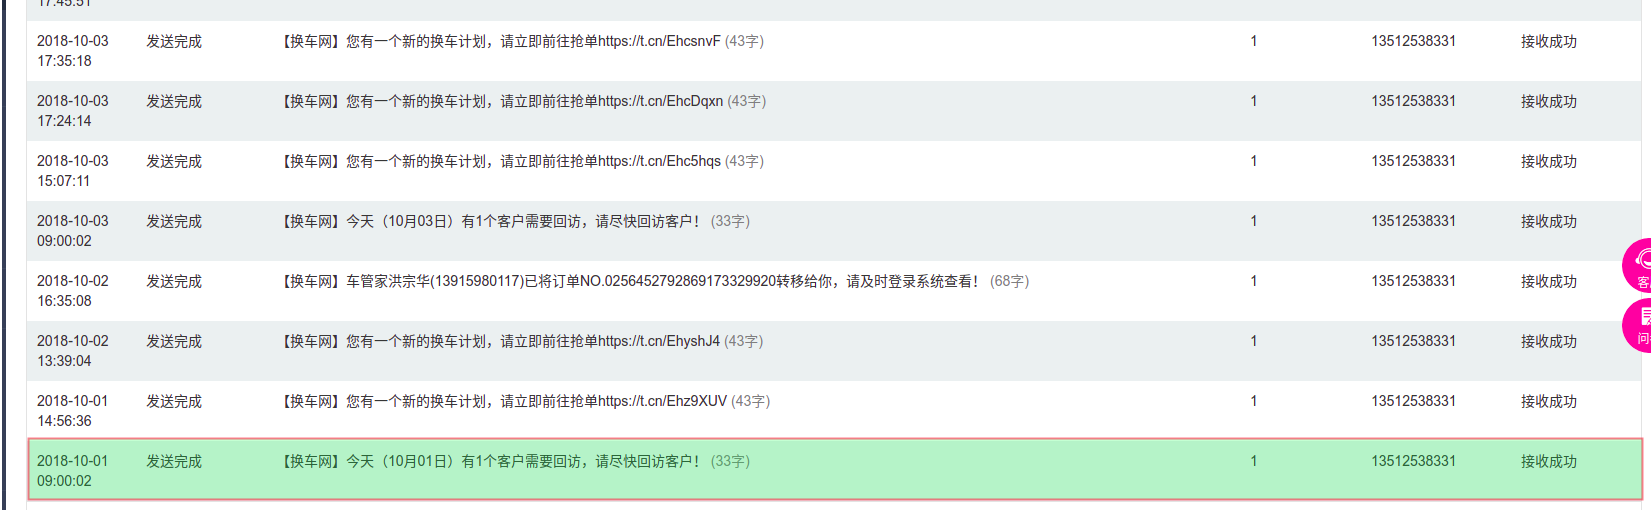 17:45:51
2018-10-03 发送完成 【换车网】您有一个新的换车计划，请立即前往抢单https://t.cn/EhcsnvF (43字) 1 13512538331 接收成功
17:35:18
2018-10-03 发送完成 【换车网】您有一个新的换车计划，请立即前往抢单https://t.cn/EhcDqxn (43字) 1 13512538331 接收成功
17:24:14
2018-10-03 发送完成 【换车网】您有一个新的换车计划，请立即前往抢单https://t.cn/Ehc5hqs (43字) 1 13512538331 接收成功
15:07:11
2018-10-03 发送完成 【换车网】今天（10月03日）有1个客户需要回访，请尽快回访客户！ (33字) 1 13512538331 接收成功
09:00:02
2018-10-02 发送完成 【换车网】车管家洪宗华(13915980117)已将订单NO.0256452792869173329920转移给你，请及时登录系统查看！ (68字) 1 13512538331 接收成功
16:35:08
2018-10-02 发送完成 【换车网】您有一个新的换车计划，请立即前往抢单https://t.cn/EhyshJ4 (43字) 1 13512538331 接收成功
13:39:04
2018-10-01 发送完成 【换车网】您有一个新的换车计划，请立即前往抢单https://t.cn/Ehz9XUV (43字) 1 13512538331 接收成功
14:56:36
2018-10-01 发送完成 【换车网】今天（10月01日）有1个客户需要回访，请尽快回访客户！ (33字) 1 13512538331 接收成功
09:00:02
客
问